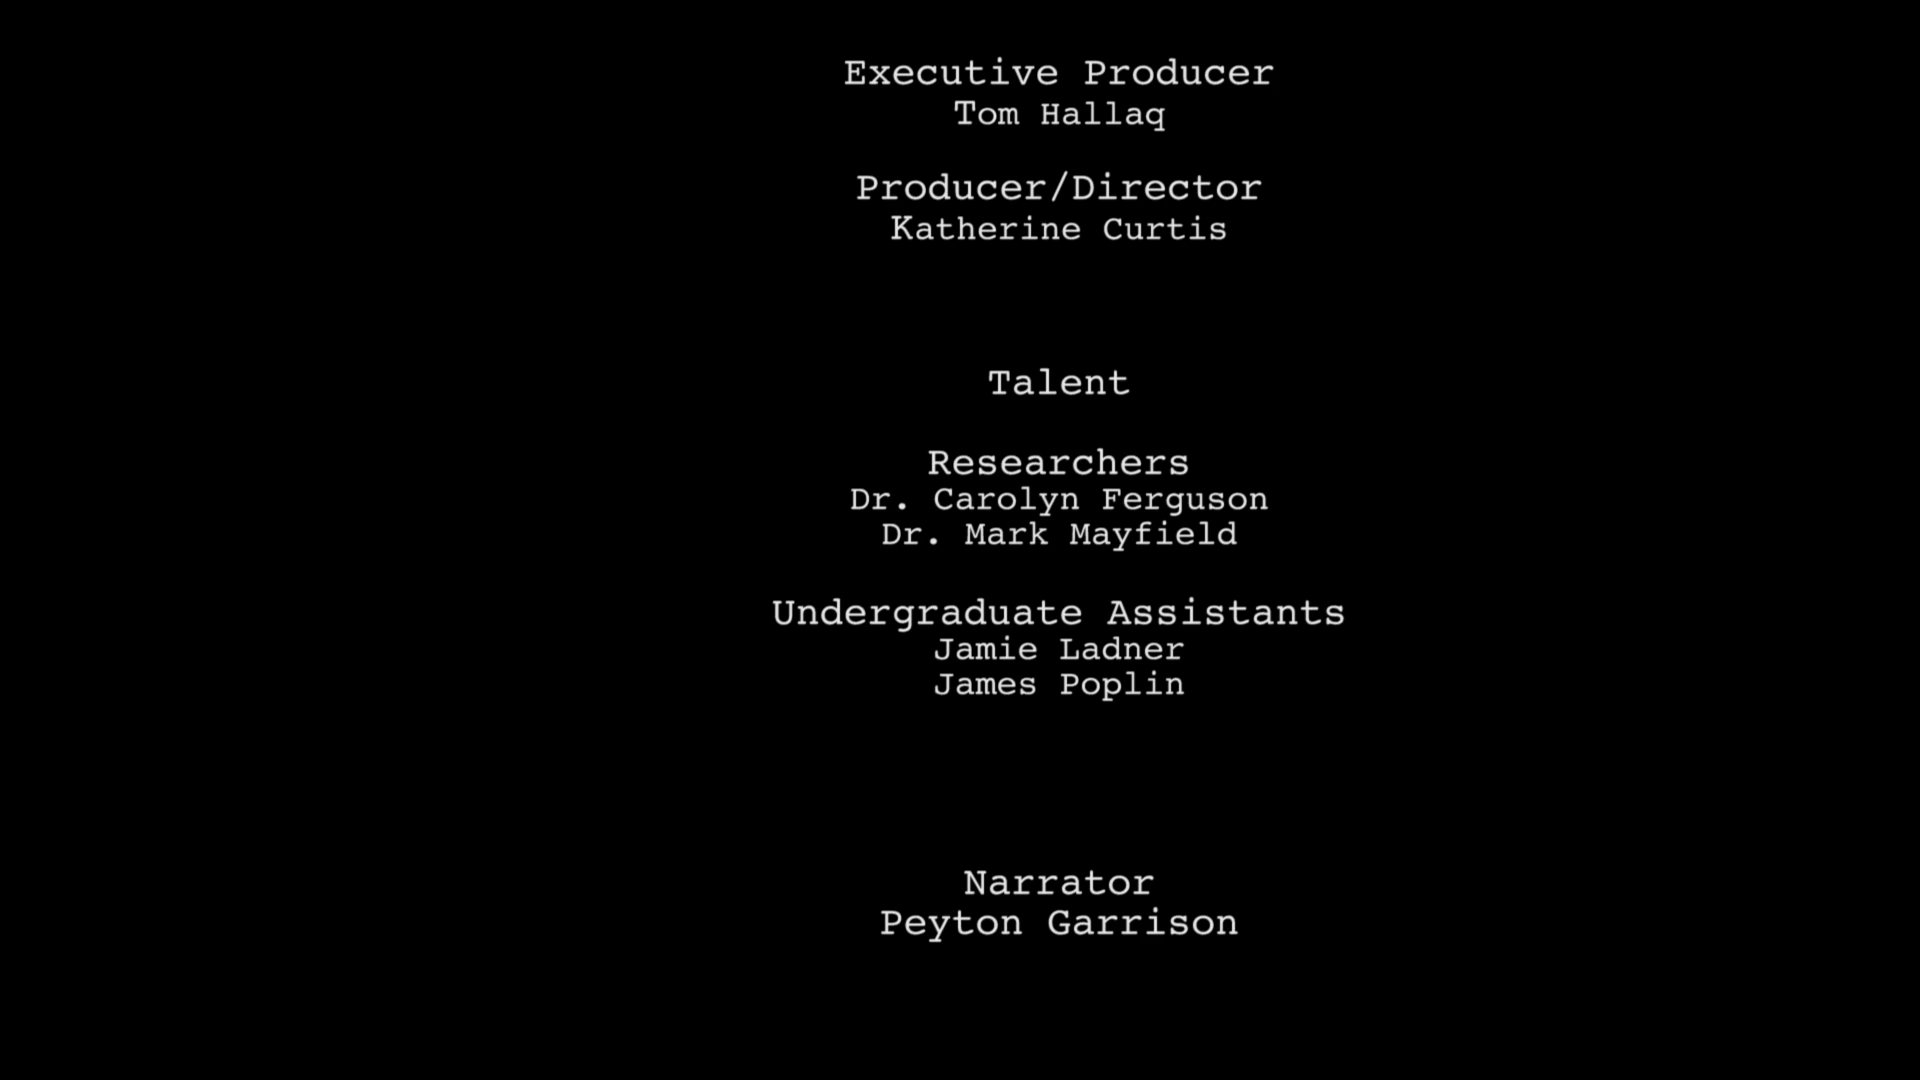 Executive Producer
Tom Hallaq
Producer/Director
Katherine Curtis
Talent
Researchers
Dr. Carolyn Ferguson
Dr. Mark Mayfield
Undergraduate Assistants
Jamie Ladner
James Poplin
Narrator
Peyton Garrison